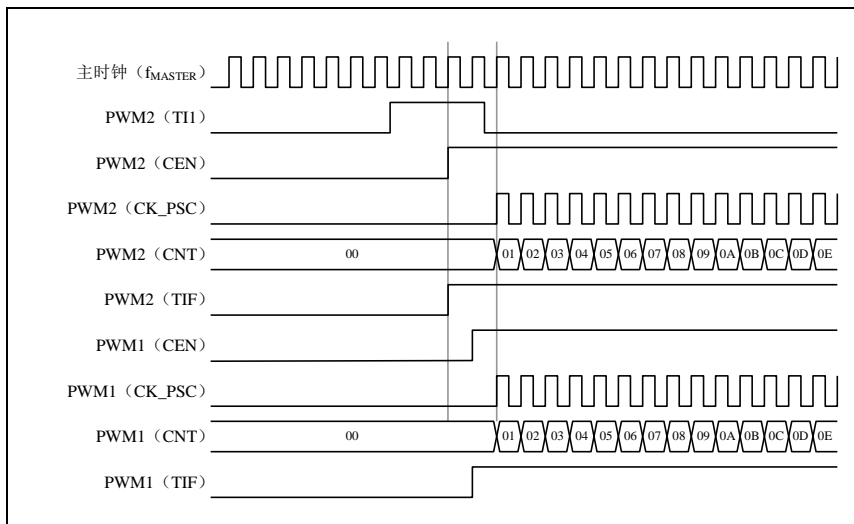 主时钟（fMASTER）
PWM2（TI1）
PWM2（CEN）
PWM2（CK_PSC）
PWM2（CNT） 00 01 02 03 04 05 06 07 08 09 0A 0B 0C 0D 0E
PWM2（TIF）
PWM1（CEN）
PWM1（CK_PSC）
PWM1（CNT） 00 01 02 03 04 05 06 07 08 09 0A 0B 0C 0D 0E
PWM1（TIF）